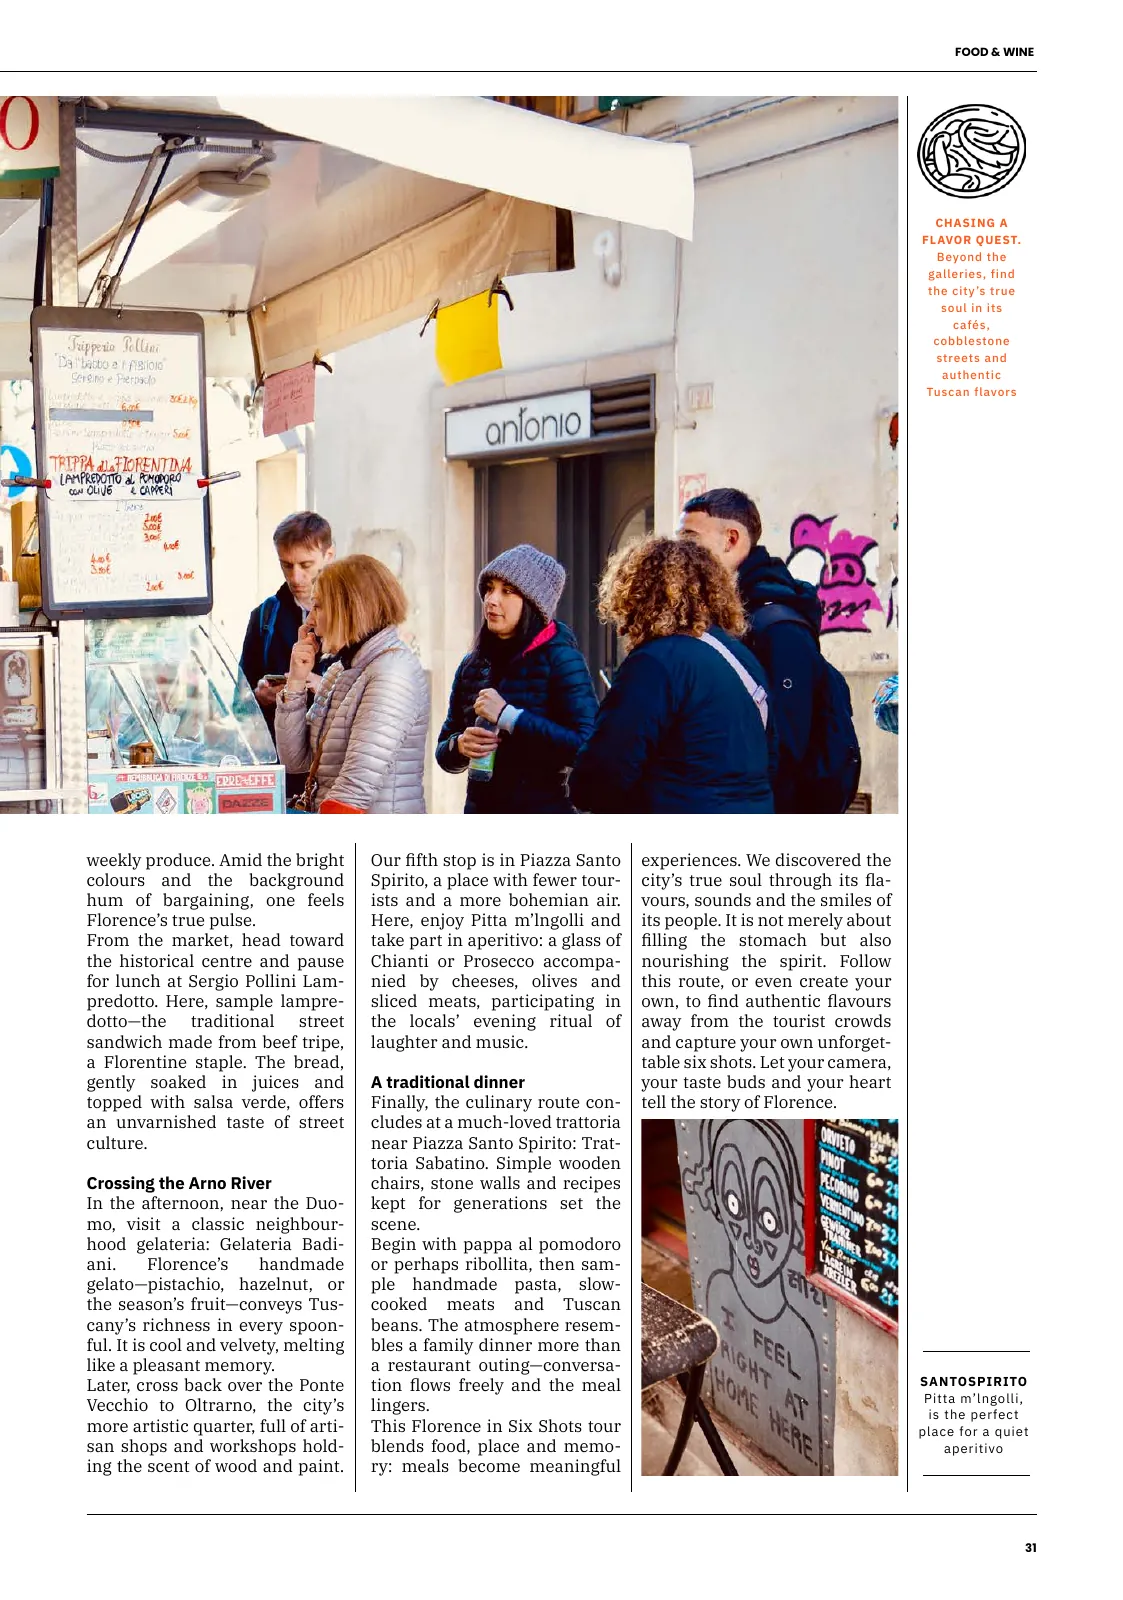 FOOD & WINE
O
Tripperia Pollini
"Da i' babbo a i' figliolo"
Sergino e Pierpaolo
6,00€
5,00€
TRIPPA alla FIORENTINA
LAMPREDOTTO al POMODORO
CON OLIVE e CAPPERI
antonio
REPUBBLICA DI FIRENZE
ERRE EFFE
DAZZE
CHASING A
FLAVOR QUEST.
Beyond the
galleries, find
the city's true
soul in its
cafés,
cobblestone
streets and
authentic
Tuscan flavors
weekly produce. Amid the bright
colours and the background
hum of bargaining, one feels
Florence's true pulse.
From the market, head toward
the historical centre and pause
for lunch at Sergio Pollini Lam-
predotto. Here, sample lampre-
dotto—the traditional street
sandwich made from beef tripe,
a Florentine staple. The bread,
gently soaked in juices and
topped with salsa verde, offers
an unvarnished taste of street
culture.
Crossing the Arno River
In the afternoon, near the Duo-
mo, visit a classic neighbour-
hood gelateria: Gelateria Badi-
ani. Florence's handmade
gelato—pistachio, hazelnut, or
the season's fruit—conveys Tus-
cany's richness in every spoon-
ful. It is cool and velvety, melting
like a pleasant memory.
Later, cross back over the Ponte
Vecchio to Oltrarno, the city's
more artistic quarter, full of arti-
san shops and workshops hold-
ing the scent of wood and paint.
Our fifth stop is in Piazza Santo
Spirito, a place with fewer tour-
ists and a more bohemian air.
Here, enjoy Pitta m'lngolli and
take part in aperitivo: a glass of
Chianti or Prosecco accompa-
nied by cheeses, olives and
sliced meats, participating in
the locals' evening ritual of
laughter and music.
A traditional dinner
Finally, the culinary route con-
cludes at a much-loved trattoria
near Piazza Santo Spirito: Trat-
toria Sabatino. Simple wooden
chairs, stone walls and recipes
kept for generations set the
scene.
Begin with pappa al pomodoro
or perhaps ribollita, then sam-
ple handmade pasta, slow-
cooked meats and Tuscan
beans. The atmosphere resem-
bles a family dinner more than
a restaurant outing—conversa-
tion flows freely and the meal
lingers.
This Florence in Six Shots tour
blends food, place and memo-
ry: meals become meaningful
experiences. We discovered the
city's true soul through its fla-
vours, sounds and the smiles of
its people. It is not merely about
filling the stomach but also
nourishing the spirit. Follow
this route, or even create your
own, to find authentic flavours
away from the tourist crowds
and capture your own unforget-
table six shots. Let your camera,
your taste buds and your heart
tell the story of Florence.
ORVIETO
PINOT
PECORINO
VERMENTINO
GEWÜRZ
TRAMINER
I FEEL
RIGHT AT
HOME HERE.
SANTOSPIRITO
Pitta m'lngolli,
is the perfect
place for a quiet
aperitivo
31